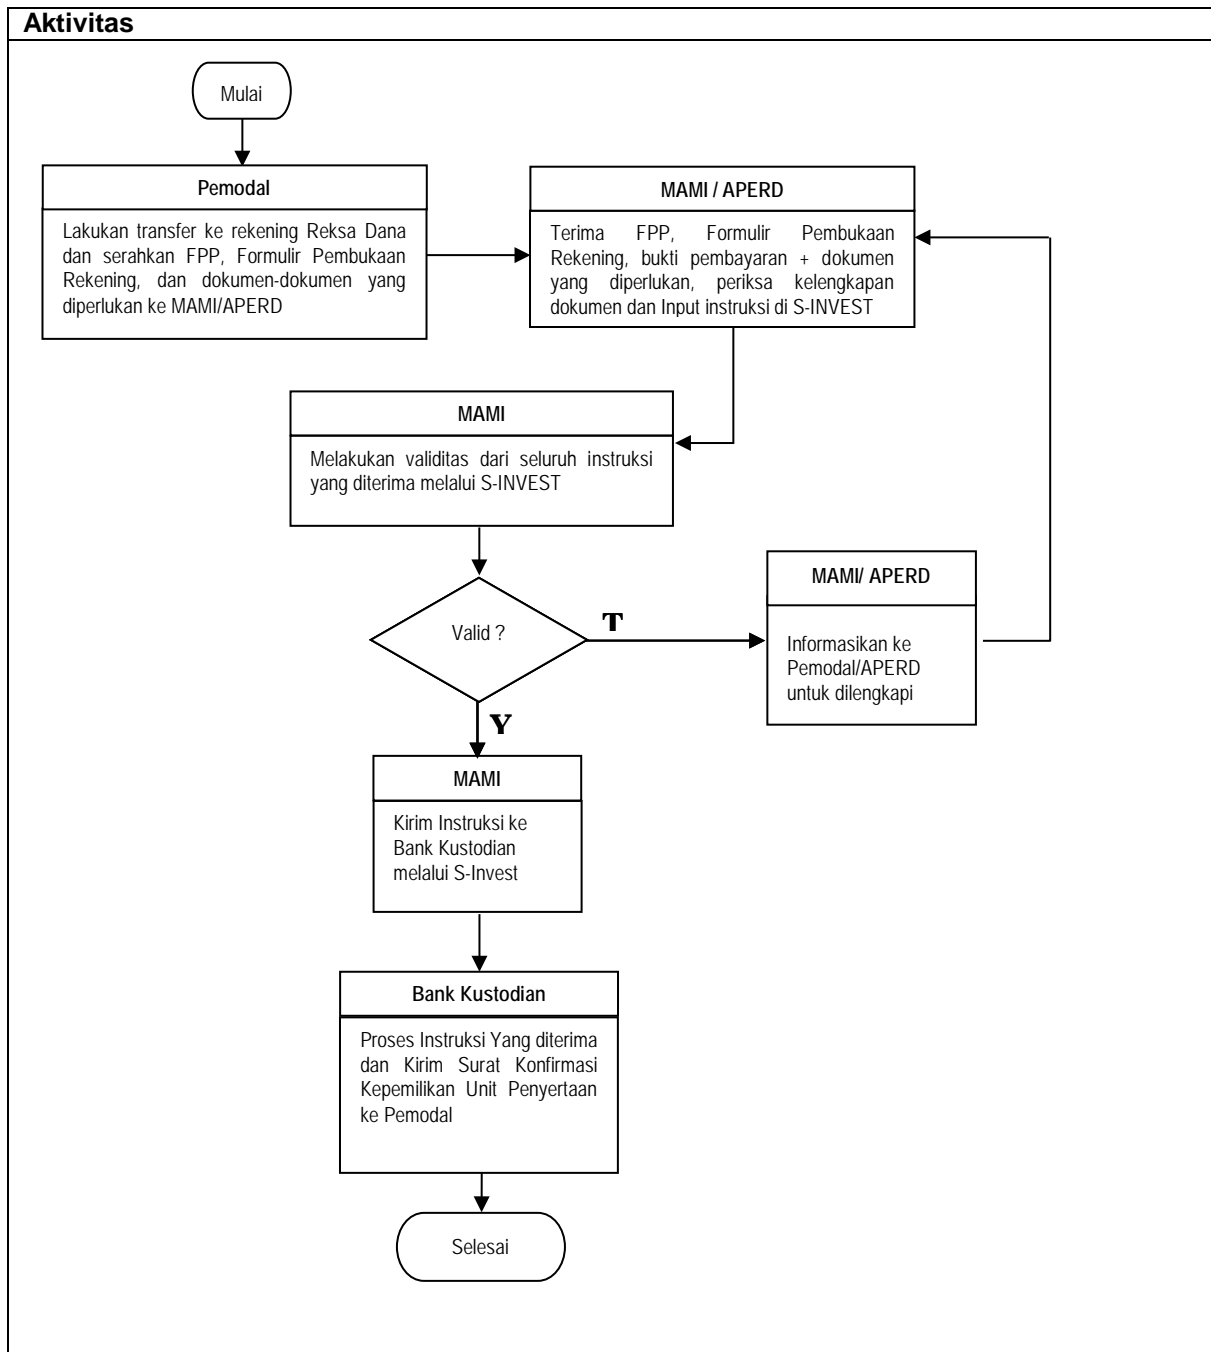 Aktivitas
Mulai
Pemodal
Lakukan transfer ke rekening Reksa Dana
dan serahkan FPP, Formulir Pembukaan
Rekening, dan dokumen-dokumen yang
diperlukan ke MAMI/APERD
MAMI / APERD
Terima FPP, Formulir Pembukaan
Rekening, bukti pembayaran + dokumen
yang diperlukan, periksa kelengkapan
dokumen dan Input instruksi di S-INVEST
MAMI
Melakukan validitas dari seluruh instruksi
yang diterima melalui S-INVEST
Valid ?
T
MAMI/ APERD
Informasikan ke
Pemodal/APERD
untuk dilengkapi
Y
MAMI
Kirim Instruksi ke
Bank Kustodian
melalui S-Invest
Bank Kustodian
Proses Instruksi Yang diterima
dan Kirim Surat Konfirmasi
Kepemilikan Unit Penyertaan
ke Pemodal
Selesai